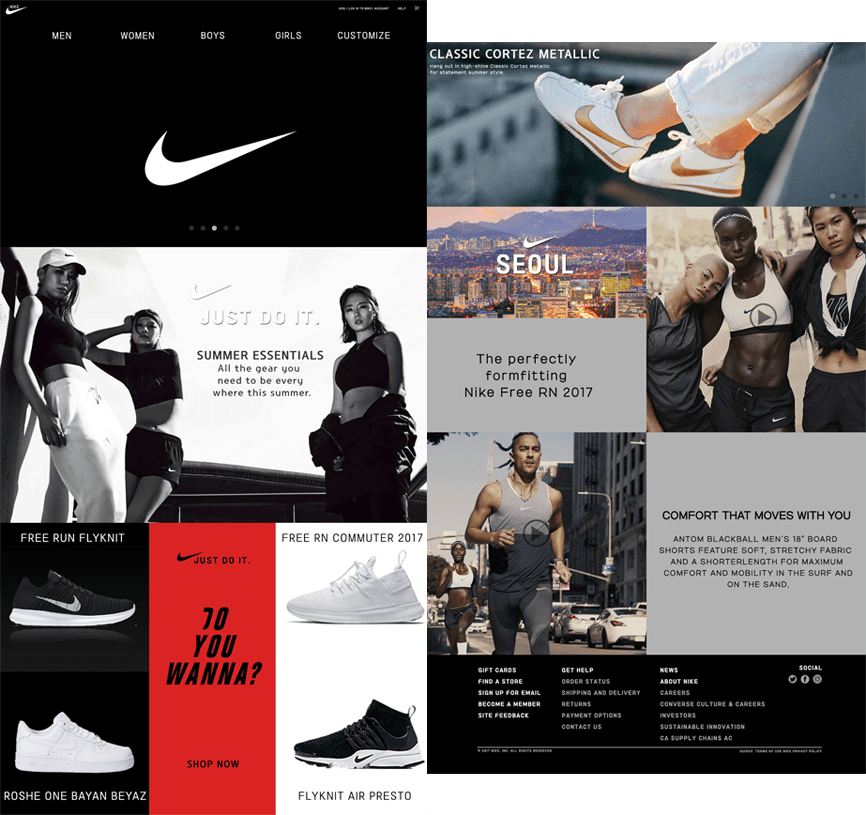 NIKE
JOIN / LOG IN TO NIKE+ ACCOUNT HELP
MEN WOMEN BOYS GIRLS CUSTOMIZE
JUST DO IT.
SUMMER ESSENTIALS
All the gear you
need to be every
where this summer.
FREE RUN FLYKNIT
JUST DO IT.
DO
YOU
WANNA?
SHOP NOW
FREE RN COMMUTER 2017
ROSHE ONE BAYAN BEYAZ
FLYKNIT AIR PRESTO
CLASSIC CORTEZ METALLIC
Hang out in high-shine Classic Cortez Metallic
for statement summer style.
SEOUL
The perfectly
formfitting
Nike Free RN 2017
COMFORT THAT MOVES WITH YOU
ANTOM BLACKBALL MEN'S 18" BOARD
SHORTS FEATURE SOFT, STRETCHY FABRIC
AND A SHORTERLENGTH FOR MAXIMUM
COMFORT AND MOBILITY IN THE SURF AND
ON THE SAND.
GIFT CARDS
FIND A STORE
SIGN UP FOR EMAIL
BECOME A MEMBER
SITE FEEDBACK
GET HELP
ORDER STATUS
SHIPPING AND DELIVERY
RETURNS
PAYMENT OPTIONS
CONTACT US
NEWS
ABOUT NIKE
CAREERS
CONVERSE CULTURE & CAREERS
INVESTORS
SUSTAINABLE INNOVATION
CA SUPPLY CHAINS AC
SOCIAL
© 2017 NIKE, INC. ALL RIGHTS RESERVED
GUIDES TERMS OF USE NIKE PRIVACY POLICY